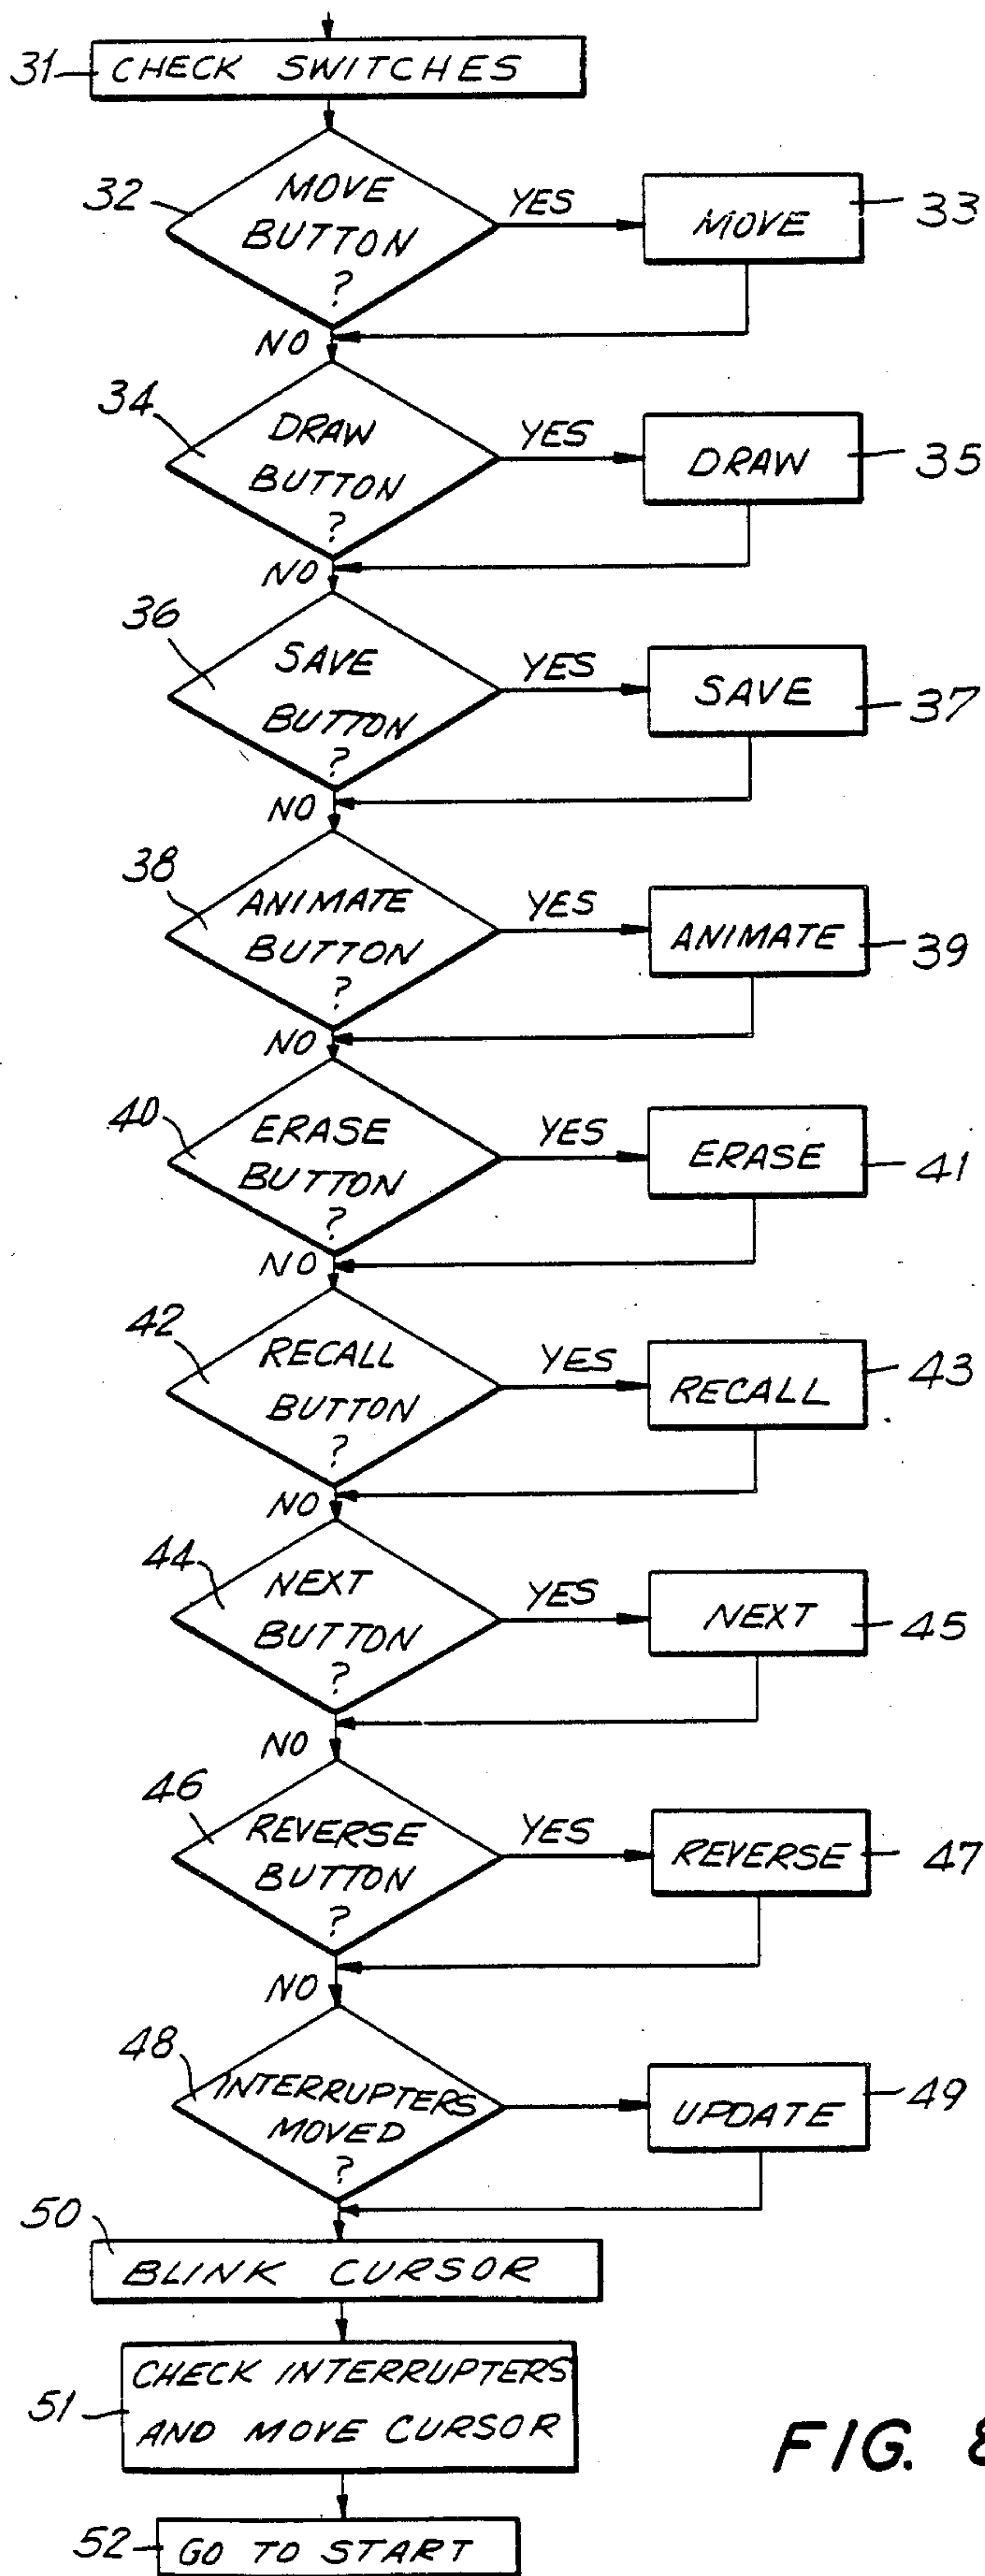 31 CHECK SWITCHES
32 MOVE BUTTON ? YES MOVE 33
NO
34 DRAW BUTTON ? YES DRAW 35
NO
36 SAVE BUTTON ? YES SAVE 37
NO
38 ANIMATE BUTTON ? YES ANIMATE 39
NO
40 ERASE BUTTON ? YES ERASE 41
NO
42 RECALL BUTTON ? YES RECALL 43
NO
44 NEXT BUTTON ? YES NEXT 45
NO
46 REVERSE BUTTON ? YES REVERSE 47
NO
48 INTERRUPTERS MOVED ? UPDATE 49
50 BLINK CURSOR
51 CHECK INTERRUPTERS
AND MOVE CURSOR
52 GO TO START
FIG. 8